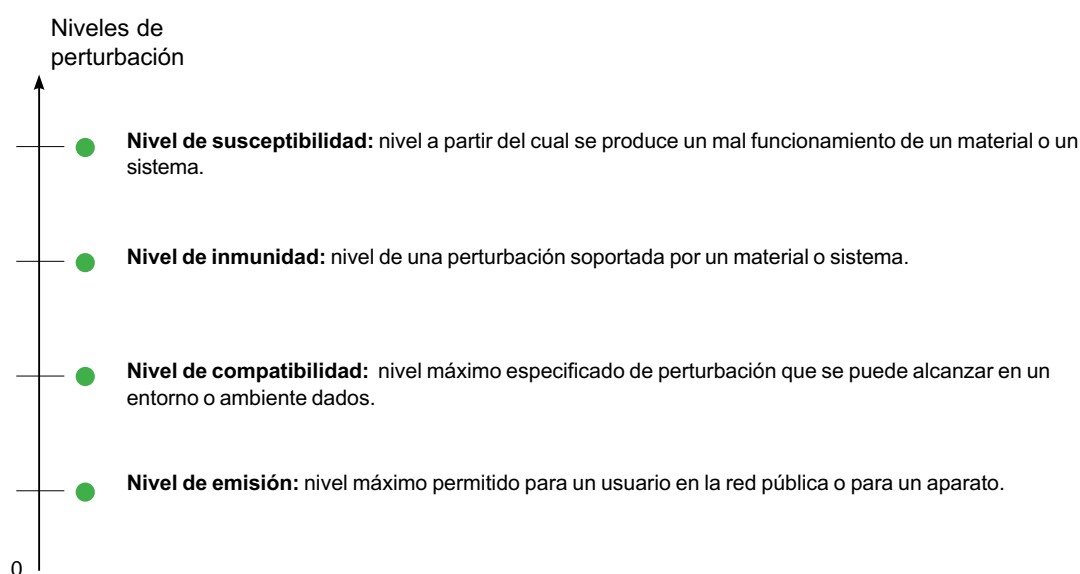 Niveles de
perturbación
Nivel de susceptibilidad: nivel a partir del cual se produce un mal funcionamiento de un material o un
sistema.
Nivel de inmunidad: nivel de una perturbación soportada por un material o sistema.
Nivel de compatibilidad: nivel máximo especificado de perturbación que se puede alcanzar en un
entorno o ambiente dados.
Nivel de emisión: nivel máximo permitido para un usuario en la red pública o para un aparato.
0